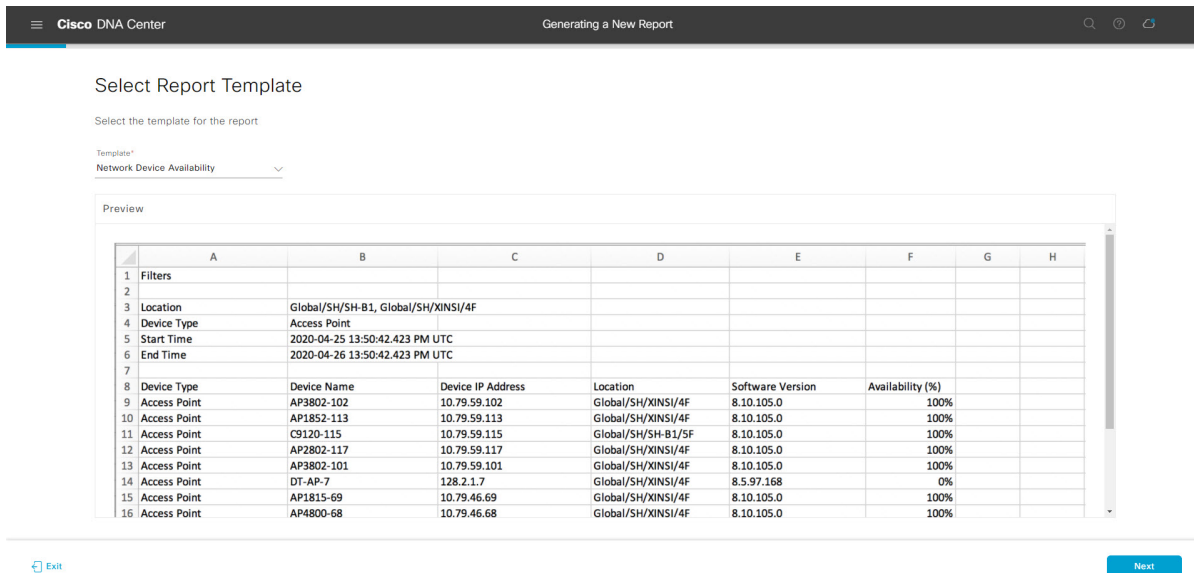 Cisco DNA Center Generating a New Report
Select Report Template
Select the template for the report
Template*
Network Device Availability
Preview
A B C D E F G H
1 Filters
2
3 Location Global/SH/SH-B1, Global/SH/XINSI/4F
4 Device Type Access Point
5 Start Time 2020-04-25 13:50:42.423 PM UTC
6 End Time 2020-04-26 13:50:42.423 PM UTC
7
8 Device Type Device Name Device IP Address Location Software Version Availability (%)
9 Access Point AP3802-102 10.79.59.102 Global/SH/XINSI/4F 8.10.105.0 100%
10 Access Point AP1852-113 10.79.59.113 Global/SH/XINSI/4F 8.10.105.0 100%
11 Access Point C9120-115 10.79.59.115 Global/SH/SH-B1/5F 8.10.105.0 100%
12 Access Point AP2802-117 10.79.59.117 Global/SH/XINSI/4F 8.10.105.0 100%
13 Access Point AP3802-101 10.79.59.101 Global/SH/XINSI/4F 8.10.105.0 100%
14 Access Point DT-AP-7 128.2.1.7 Global/SH/XINSI/4F 8.5.97.168 0%
15 Access Point AP1815-69 10.79.46.69 Global/SH/XINSI/4F 8.10.105.0 100%
16 Access Point AP4800-68 10.79.46.68 Global/SH/XINSI/4F 8.10.105.0 100%
Exit Next